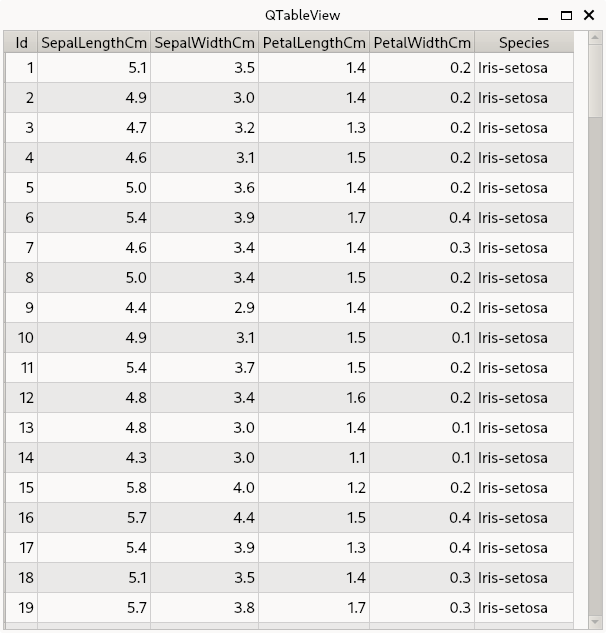 QTableView
Id SepalLengthCm SepalWidthCm PetalLengthCm PetalWidthCm Species
1 5.1 3.5 1.4 0.2 Iris-setosa
2 4.9 3.0 1.4 0.2 Iris-setosa
3 4.7 3.2 1.3 0.2 Iris-setosa
4 4.6 3.1 1.5 0.2 Iris-setosa
5 5.0 3.6 1.4 0.2 Iris-setosa
6 5.4 3.9 1.7 0.4 Iris-setosa
7 4.6 3.4 1.4 0.3 Iris-setosa
8 5.0 3.4 1.5 0.2 Iris-setosa
9 4.4 2.9 1.4 0.2 Iris-setosa
10 4.9 3.1 1.5 0.1 Iris-setosa
11 5.4 3.7 1.5 0.2 Iris-setosa
12 4.8 3.4 1.6 0.2 Iris-setosa
13 4.8 3.0 1.4 0.1 Iris-setosa
14 4.3 3.0 1.1 0.1 Iris-setosa
15 5.8 4.0 1.2 0.2 Iris-setosa
16 5.7 4.4 1.5 0.4 Iris-setosa
17 5.4 3.9 1.3 0.4 Iris-setosa
18 5.1 3.5 1.4 0.3 Iris-setosa
19 5.7 3.8 1.7 0.3 Iris-setosa